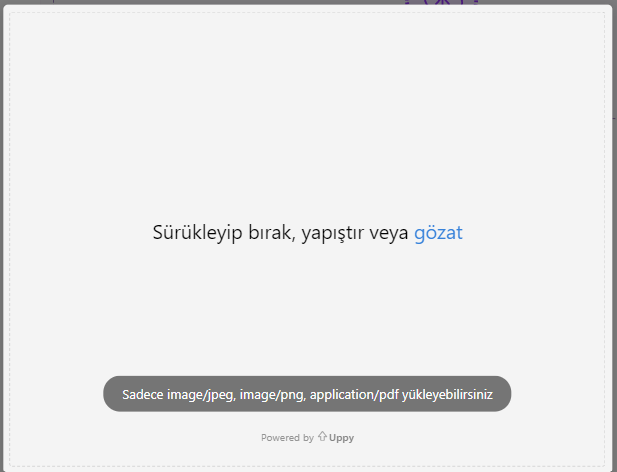 Sürükleyip bırak, yapıştır veya gözat
Sadece image/jpeg, image/png, application/pdf yükleyebilirsiniz
Powered by Uppy